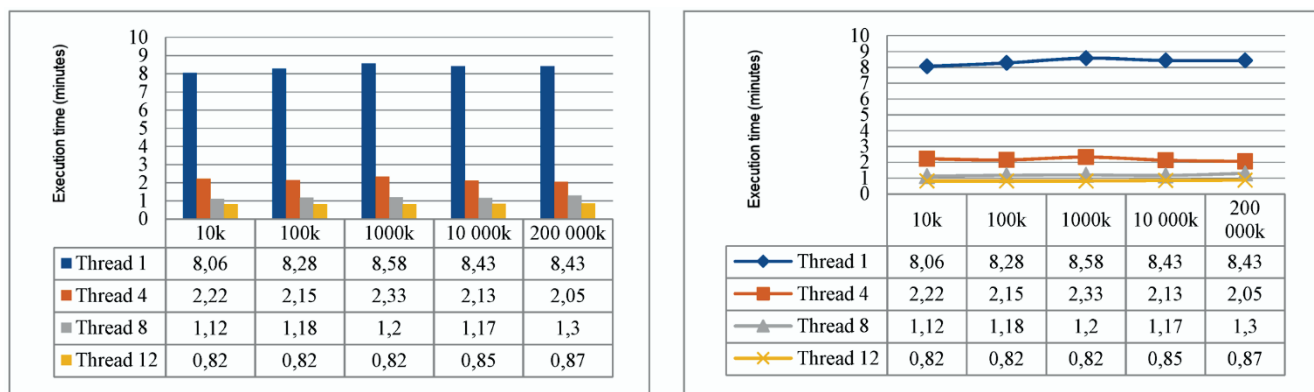 Execution time (minutes)
10
9
8
7
6
5
4
3
2
1
0
10k 100k 1000k 10 000k 200 000k
Thread 1 8,06 8,28 8,58 8,43 8,43
Thread 4 2,22 2,15 2,33 2,13 2,05
Thread 8 1,12 1,18 1,2 1,17 1,3
Thread 12 0,82 0,82 0,82 0,85 0,87
Execution time (minutes)
10
9
8
7
6
5
4
3
2
1
0
10k 100k 1000k 10 000k 200
000k
Thread 1 8,06 8,28 8,58 8,43 8,43
Thread 4 2,22 2,15 2,33 2,13 2,05
Thread 8 1,12 1,18 1,2 1,17 1,3
Thread 12 0,82 0,82 0,82 0,85 0,87